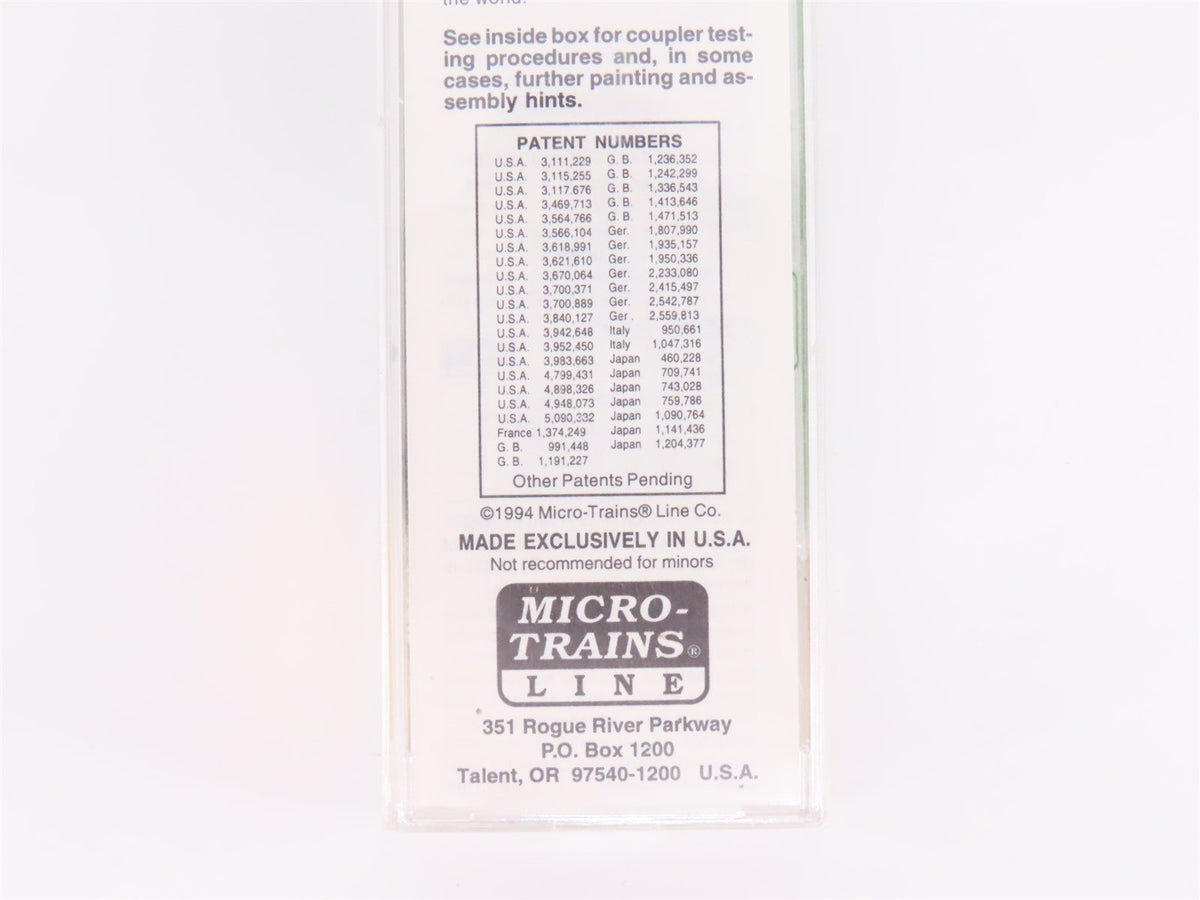 the world.
See inside box for coupler test-
ing procedures and, in some
cases, further painting and as-
sembly hints.
PATENT NUMBERS
U.S.A. 3,111,229 G. B. 1,236,352
U.S.A. 3,115,255 G. B. 1,242,299
U.S.A. 3,117.676 G. B. 1,336,543
U.S.A. 3,469,713 G. B. 1,413,646
U.S.A. 3,564,766 G. B. 1,471,513
U.S.A. 3,566,104 Ger. 1,807,990
U.S.A. 3,618,991 Ger. 1,935,157
U.S.A. 3,621,610 Ger. 1,950,336
U.S.A. 3,670,064 Ger. 2,233,080
U.S.A. 3,700,371 Ger. 2,415,497
U.S.A. 3,700,889 Ger. 2,542,787
U.S.A. 3,840,127 Ger . 2,559,813
U.S.A. 3,942,648 Italy 950,661
U.S.A. 3,952,450 Italy 1,047,316
U.S.A. 3,983,663 Japan 460,228
U.S.A. 4,799,431 Japan 709,741
U.S.A. 4,898,326 Japan 743,028
U.S.A. 4,948,073 Japan 759,786
U.S.A. 5,090,332 Japan 1,090,764
France 1,374,249 Japan 1,141,436
G. B. 991,448 Japan 1,204,377
G. B. 1,191,227
Other Patents Pending
©1994 Micro-Trains® Line Co.
MADE EXCLUSIVELY IN U.S.A.
Not recommended for minors
MICRO-
TRAINS®
LINE
351 Rogue River Parkway
P.O. Box 1200
Talent, OR 97540-1200 U.S.A.